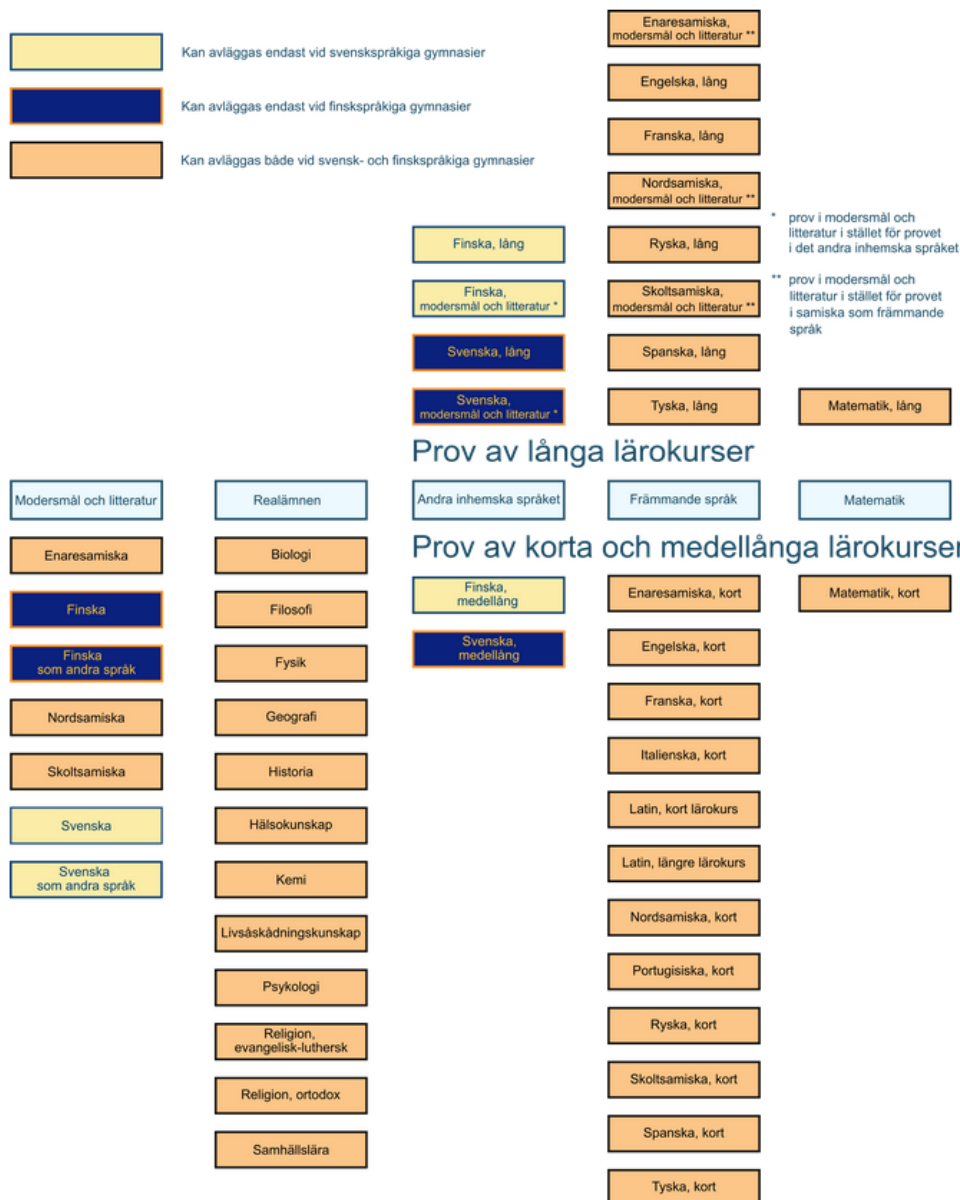 Kan avläggas endast vid svenskspråkiga gymnasier
Kan avläggas endast vid finskspråkiga gymnasier
Kan avläggas både vid svensk- och finskspråkiga gymnasier
Enaresamiska,
modersmål och litteratur **
Engelska, lång
Franska, lång
Nordsamiska,
modersmål och litteratur **
Finska, lång
Ryska, lång
* prov i modersmål och
litteratur i stället för provet
i det andra inhemska språket
Finska,
modersmål och litteratur *
Skoltsamiska,
modersmål och litteratur **
** prov i modersmål och
litteratur i stället för provet
i samiska som främmande
språk
Svenska, lång
Spanska, lång
Svenska,
modersmål och litteratur *
Tyska, lång
Matematik, lång
Prov av långa lärokurser
Modersmål och litteratur
Realämnen
Andra inhemska språket
Främmande språk
Matematik
Prov av korta och medellånga lärokurser
Enaresamiska
Finska
Finska
som andra språk
Nordsamiska
Skoltsamiska
Svenska
Svenska
som andra språk
Biologi
Filosofi
Fysik
Geografi
Historia
Hälsokunskap
Kemi
Livsåskådningskunskap
Psykologi
Religion,
evangelisk-luthersk
Religion, ortodox
Samhällslära
Finska,
medellång
Svenska,
medellång
Enaresamiska, kort
Engelska, kort
Franska, kort
Italienska, kort
Latin, kort lärokurs
Latin, längre lärokurs
Nordsamiska, kort
Portugisiska, kort
Ryska, kort
Skoltsamiska, kort
Spanska, kort
Tyska, kort
Matematik, kort